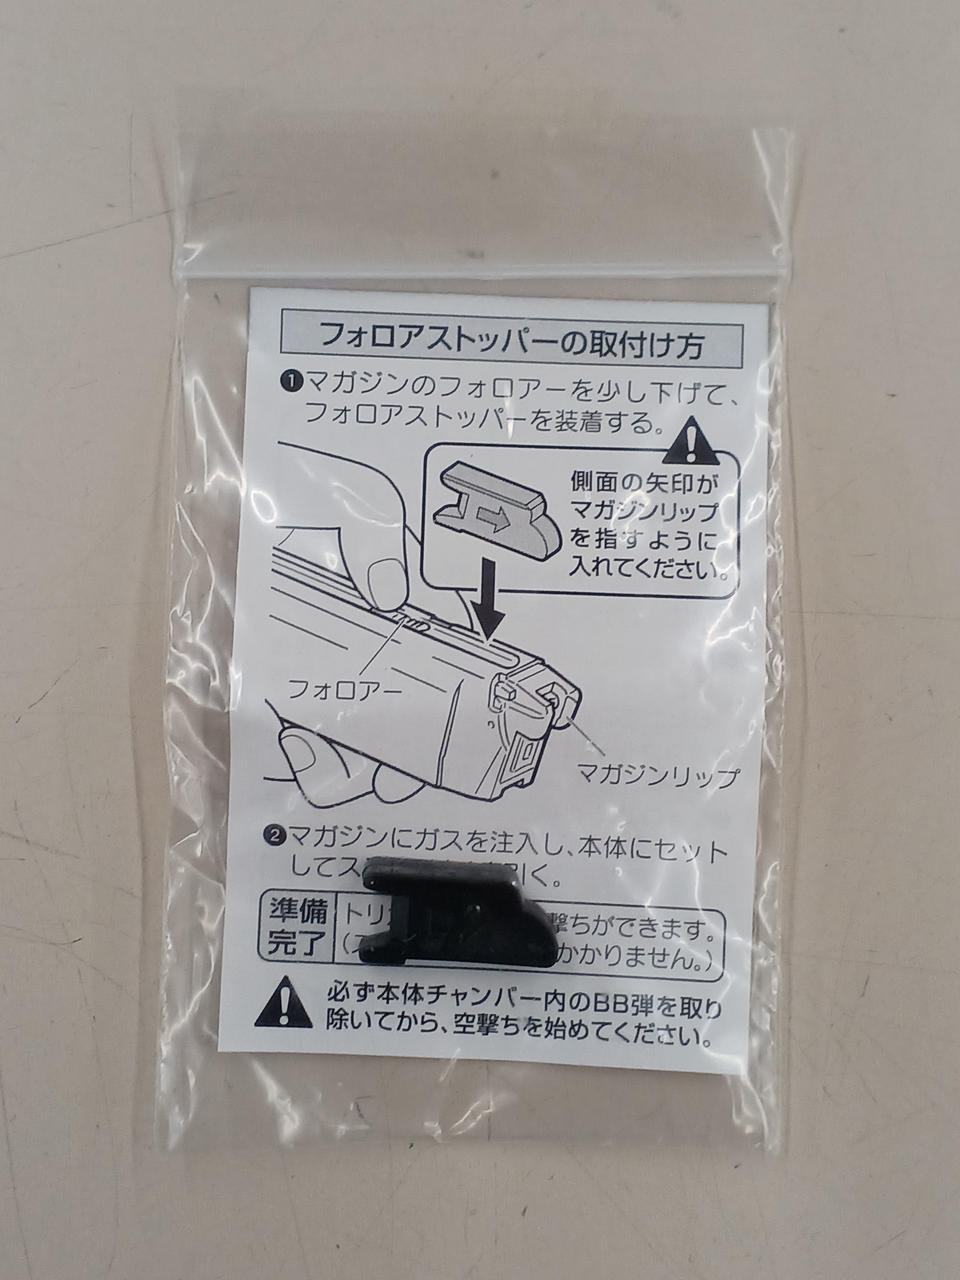 フォロアストッパーの取付け方
❶マガジンのフォロアーを少し下げて、
フォロアストッパーを装着する。
側面の矢印が
マガジンリップ
を指すように
入れてください。
フォロアー
マガジンリップ
❷マガジンにガスを注入し、本体にセット
してス 引く。
準備
完了
トリ 撃ちができます。
( かかりません。)
必ず本体チャンバー内のBB弾を取り
除いてから、空撃ちを始めてください。